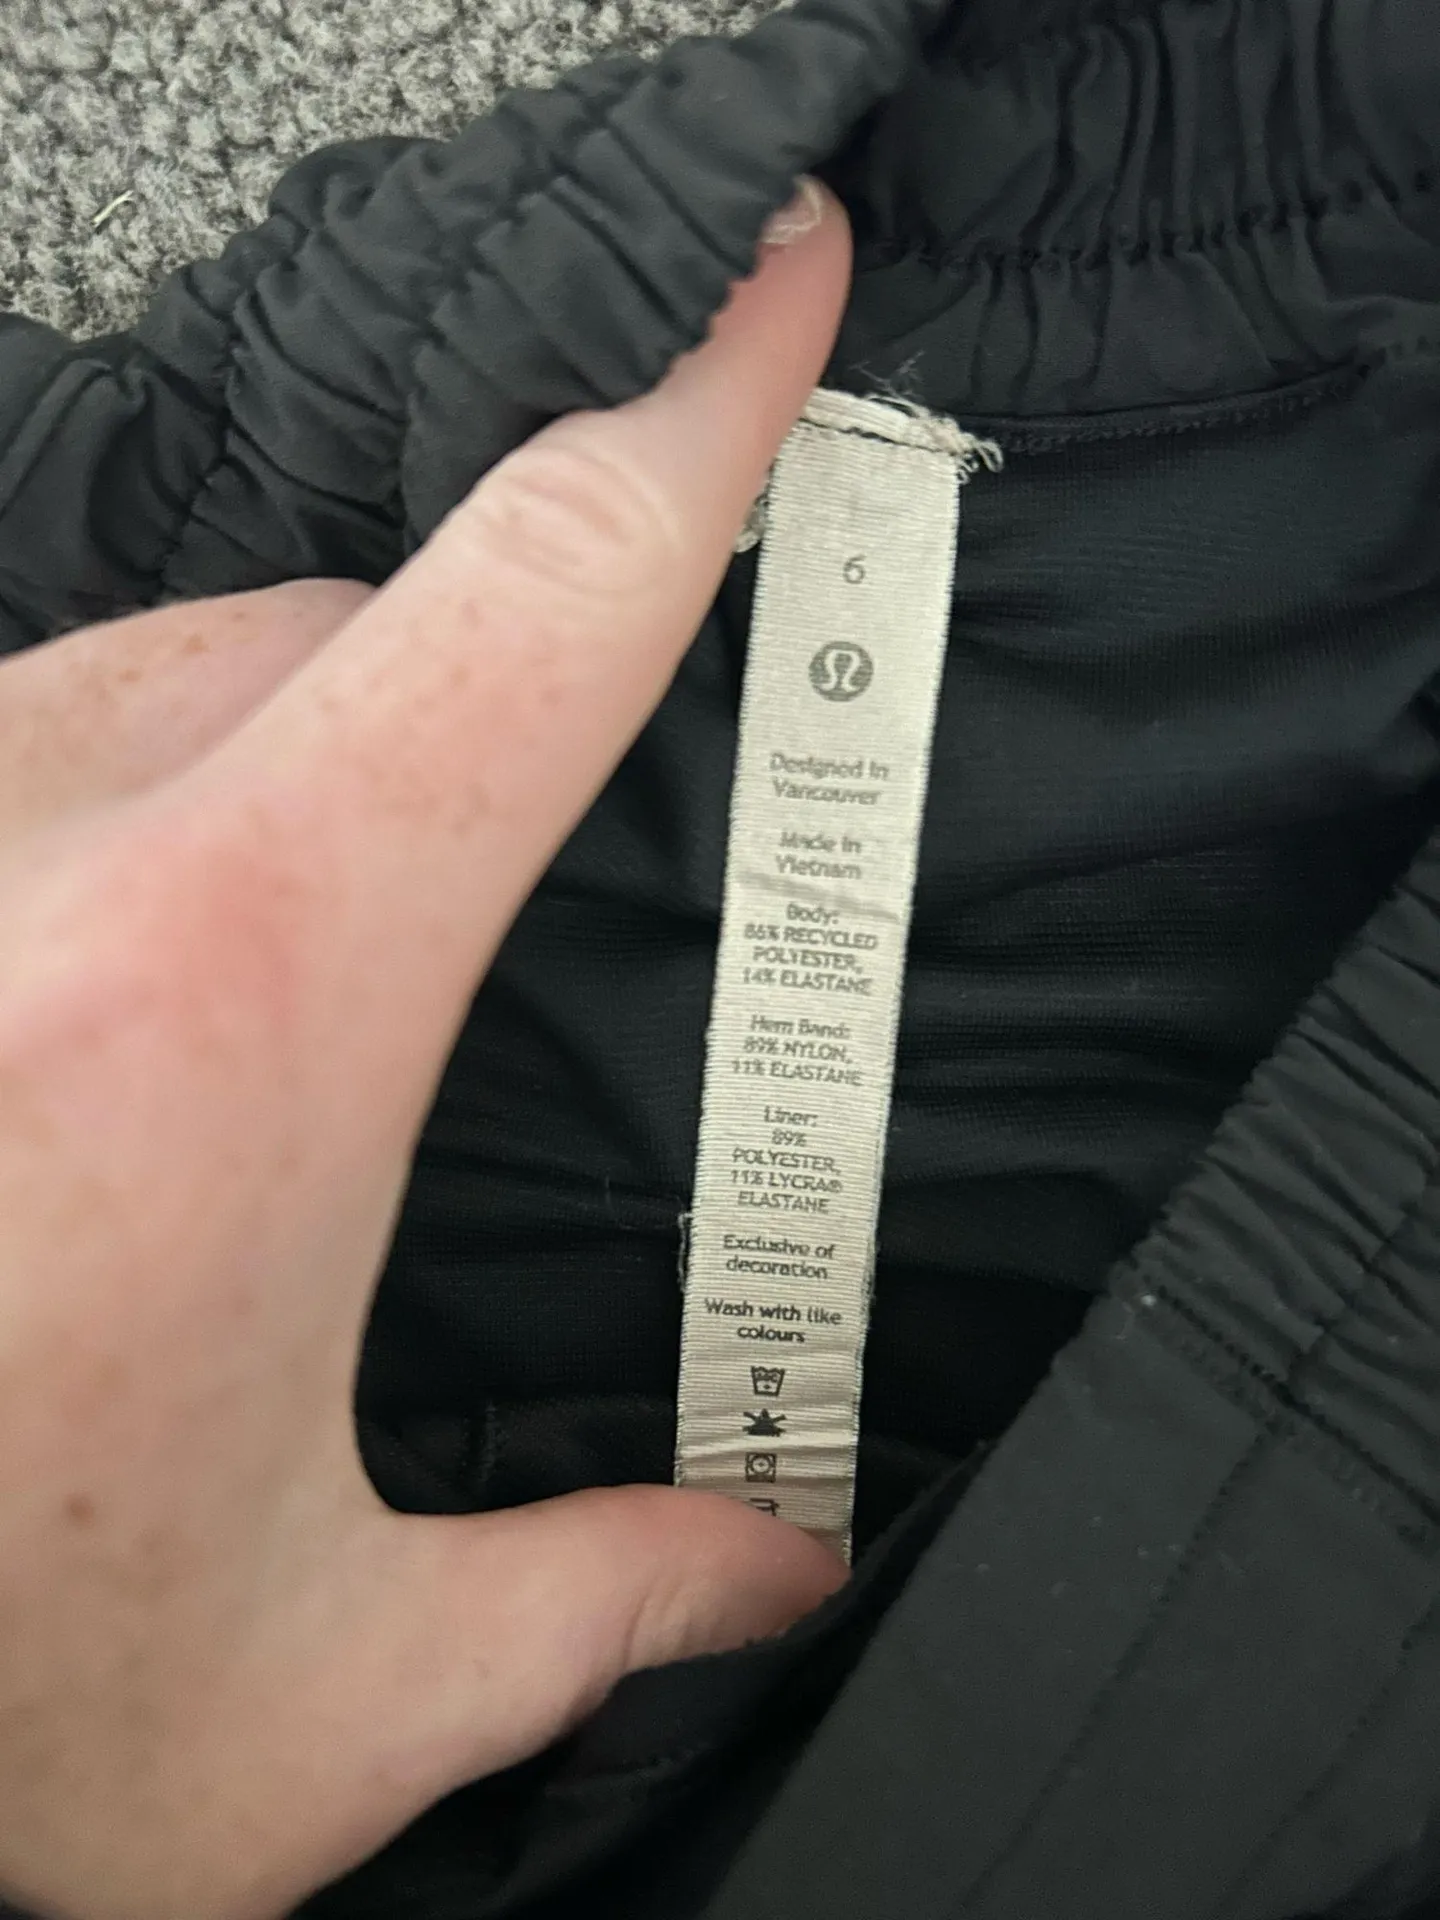 6
Designed in
Vancouver
Made in
Vietnam
Body:
86% RECYCLED
POLYESTER,
14% ELASTANE
Hem Band:
89% NYLON,
11% ELASTANE
Liner:
89%
POLYESTER,
11% LYCRA®
ELASTANE
Exclusive of
decoration
Wash with like
colours